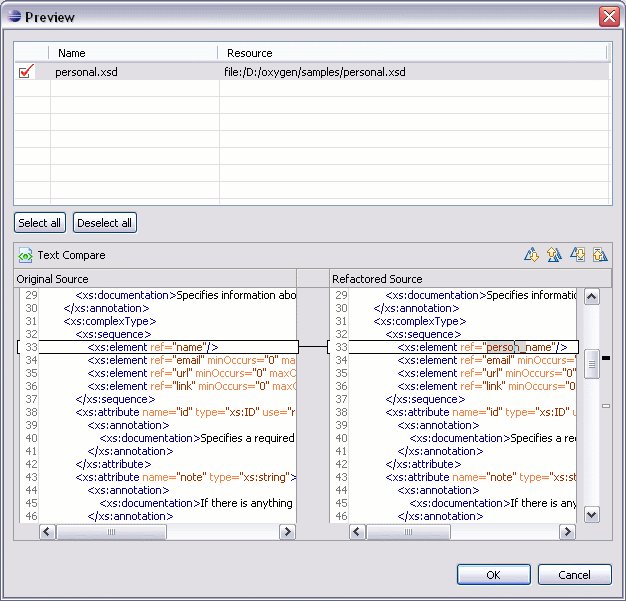 Preview
Name Resource
personal.xsd file:/D:/oxygen/samples/personal.xsd
Select all Deselect all
Text Compare
Original Source Refactored Source
29 <xs:documentation>Specifies information abo
30 </xs:annotation>
31 <xs:complexType>
32 <xs:sequence>
33 <xs:element ref="name"/>
34 <xs:element ref="email" minOccurs="0" ma
35 <xs:element ref="url" minOccurs="0" maxO
36 <xs:element ref="link" minOccurs="0" maxO
37 </xs:sequence>
38 <xs:attribute name="id" type="xs:ID" use="r
39 <xs:annotation>
40 <xs:documentation>Specifies a required
41 </xs:annotation>
42 </xs:attribute>
43 <xs:attribute name="note" type="xs:string">
44 <xs:annotation>
45 <xs:documentation>If there is anything
46 </xs:annotation>
29 <xs:documentation>Specifies informatio
30 </xs:annotation>
31 <xs:complexType>
32 <xs:sequence>
33 <xs:element ref="person_name"/>
34 <xs:element ref="email" minOccurs="0
35 <xs:element ref="url" minOccurs="0" m
36 <xs:element ref="link" minOccurs="0"
37 </xs:sequence>
38 <xs:attribute name="id" type="xs:ID" us
39 <xs:annotation>
40 <xs:documentation>Specifies a rec
41 </xs:annotation>
42 </xs:attribute>
43 <xs:attribute name="note" type="xs:st
44 <xs:annotation>
45 <xs:documentation>If there is any
46 </xs:annotation>
OK Cancel